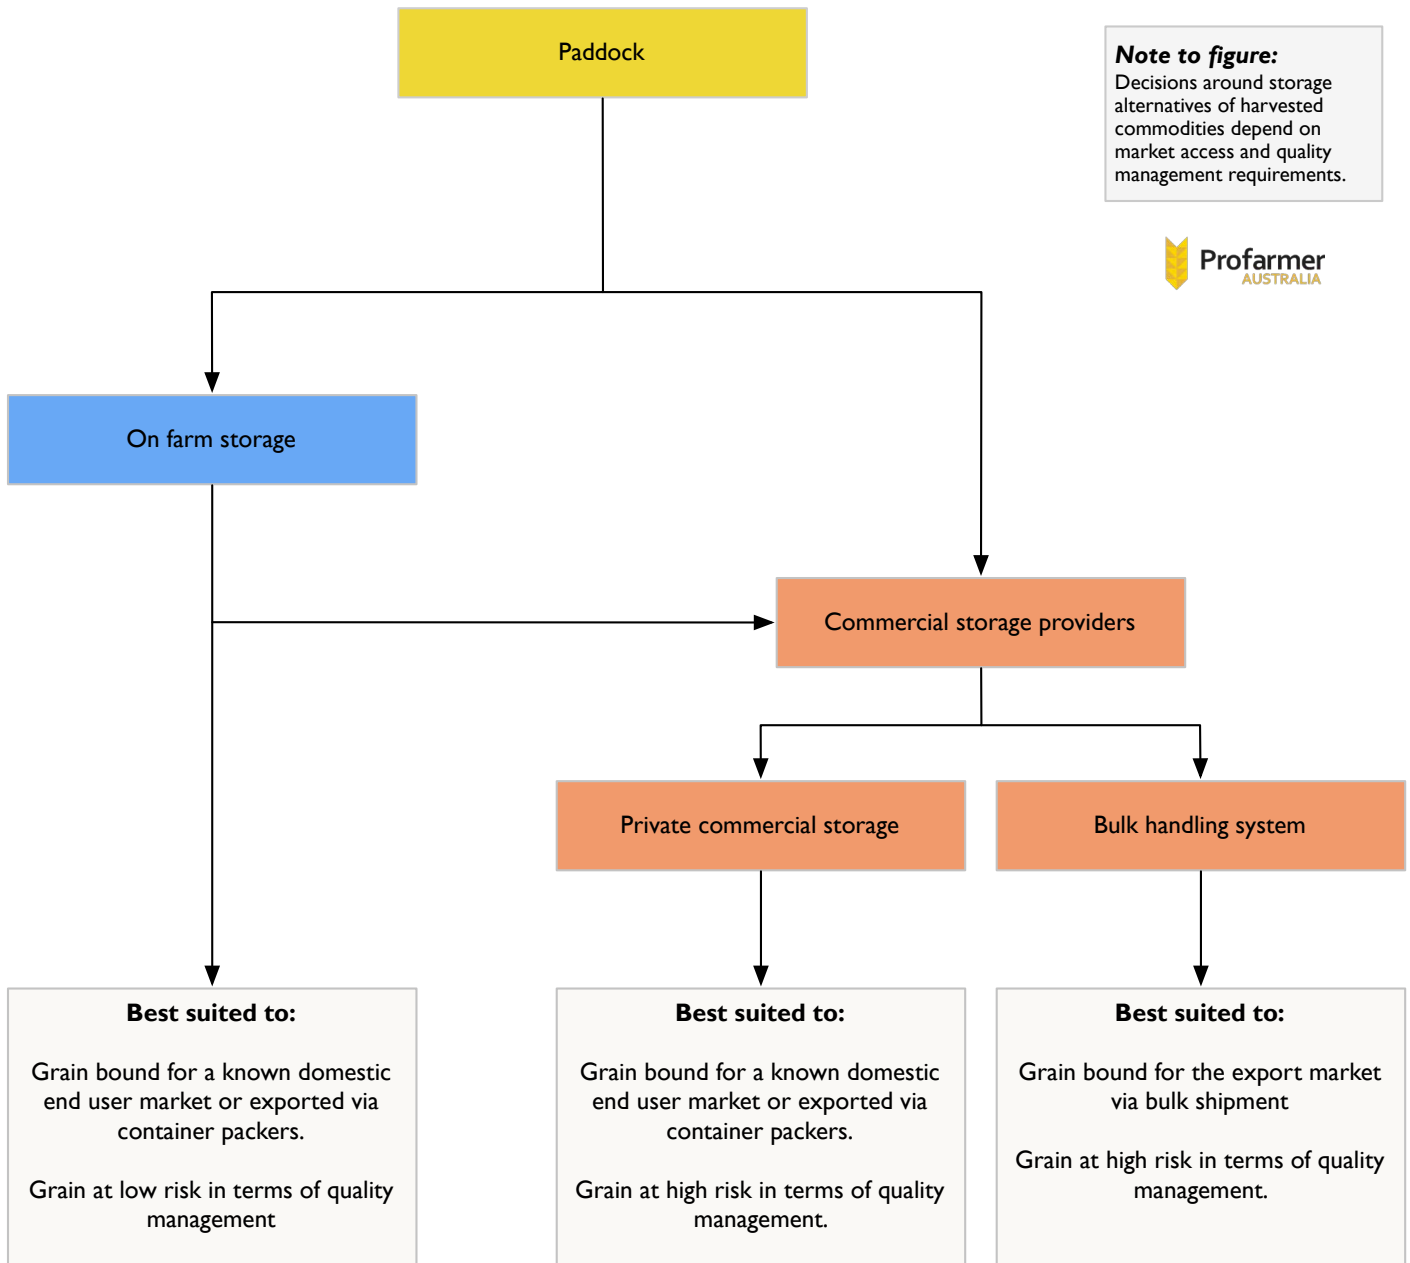 Paddock
Note to figure:
Decisions around storage
alternatives of harvested
commodities depend on
market access and quality
management requirements.
Profarmer
AUSTRALIA
On farm storage
Commercial storage providers
Private commercial storage
Bulk handling system
Best suited to:
Grain bound for a known domestic
end user market or exported via
container packers.
Grain at low risk in terms of quality
management
Best suited to:
Grain bound for a known domestic
end user market or exported via
container packers.
Grain at high risk in terms of quality
management.
Best suited to:
Grain bound for the export market
via bulk shipment
Grain at high risk in terms of quality
management.